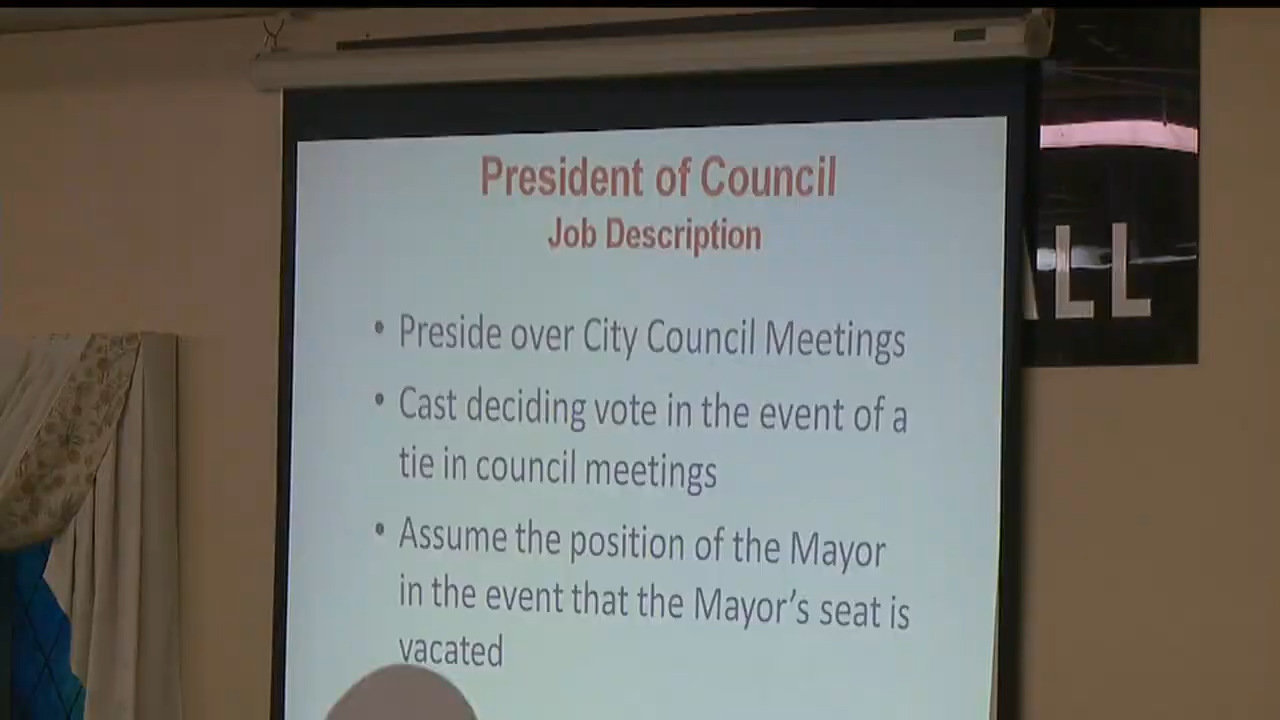 President of Council
Job Description
• Preside over City Council Meetings
• Cast deciding vote in the event of a
tie in council meetings
• Assume the position of the Mayor
in the event that the Mayor's seat is
vacated
LL